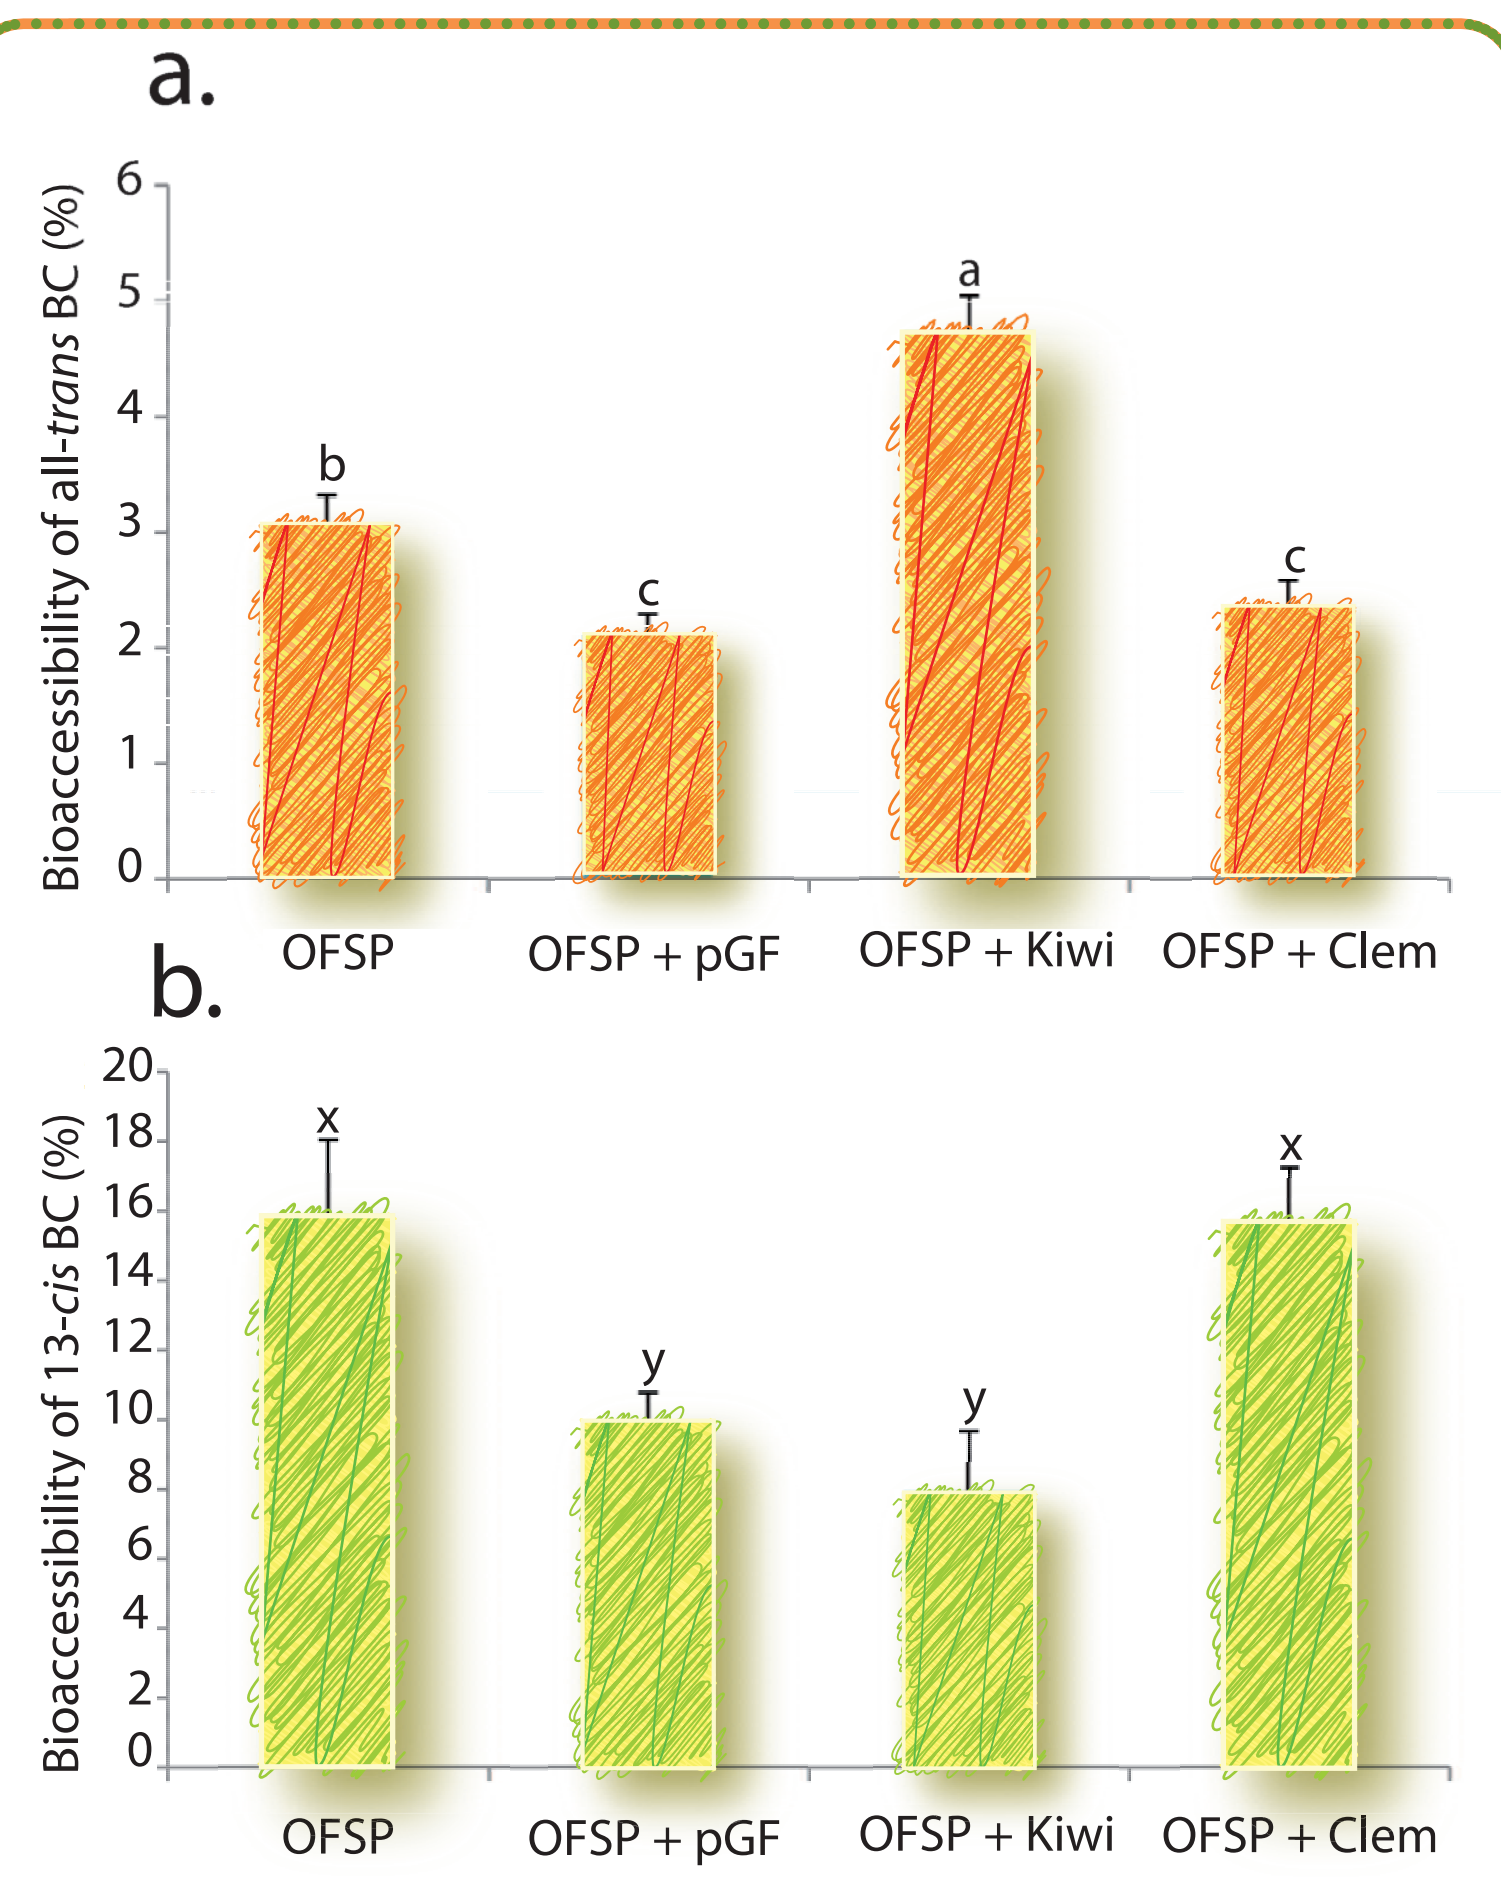 a.
Bioaccessibility of all-trans BC (%)
6
5
4
3
2
1
0
b
c
a
c
OFSP
OFSP + pGF
OFSP + Kiwi
OFSP + Clem
b.
Bioaccessibility of 13-cis BC (%)
20
18
16
14
12
10
8
6
4
2
0
x
y
y
x
OFSP
OFSP + pGF
OFSP + Kiwi
OFSP + Clem